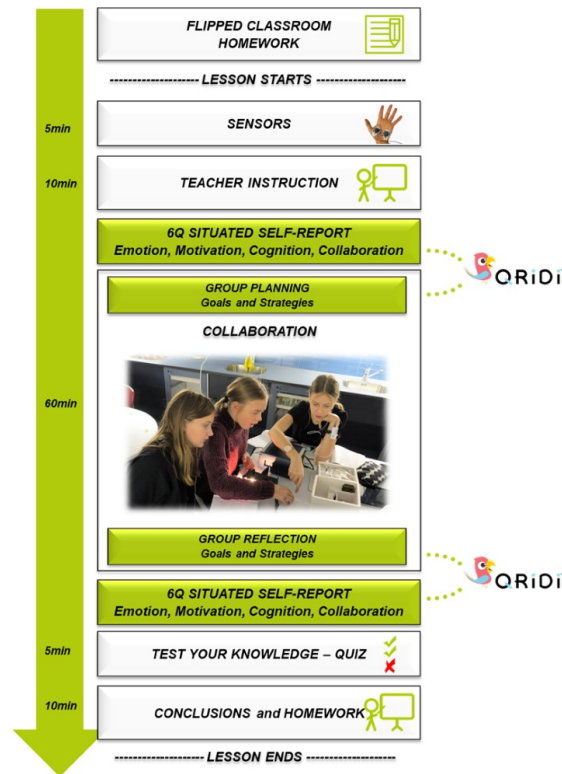 FLIPPED CLASSROOM
HOMEWORK
-------------------- LESSON STARTS --------------------
5min
SENSORS
10min
TEACHER INSTRUCTION
6Q SITUATED SELF-REPORT
Emotion, Motivation, Cognition, Collaboration
QRiDi
GROUP PLANNING
Goals and Strategies
COLLABORATION
60min
GROUP REFLECTION
Goals and Strategies
QRiDi
6Q SITUATED SELF-REPORT
Emotion, Motivation, Cognition, Collaboration
5min
TEST YOUR KNOWLEDGE – QUIZ
10min
CONCLUSIONS and HOMEWORK
-------------------- LESSON ENDS --------------------